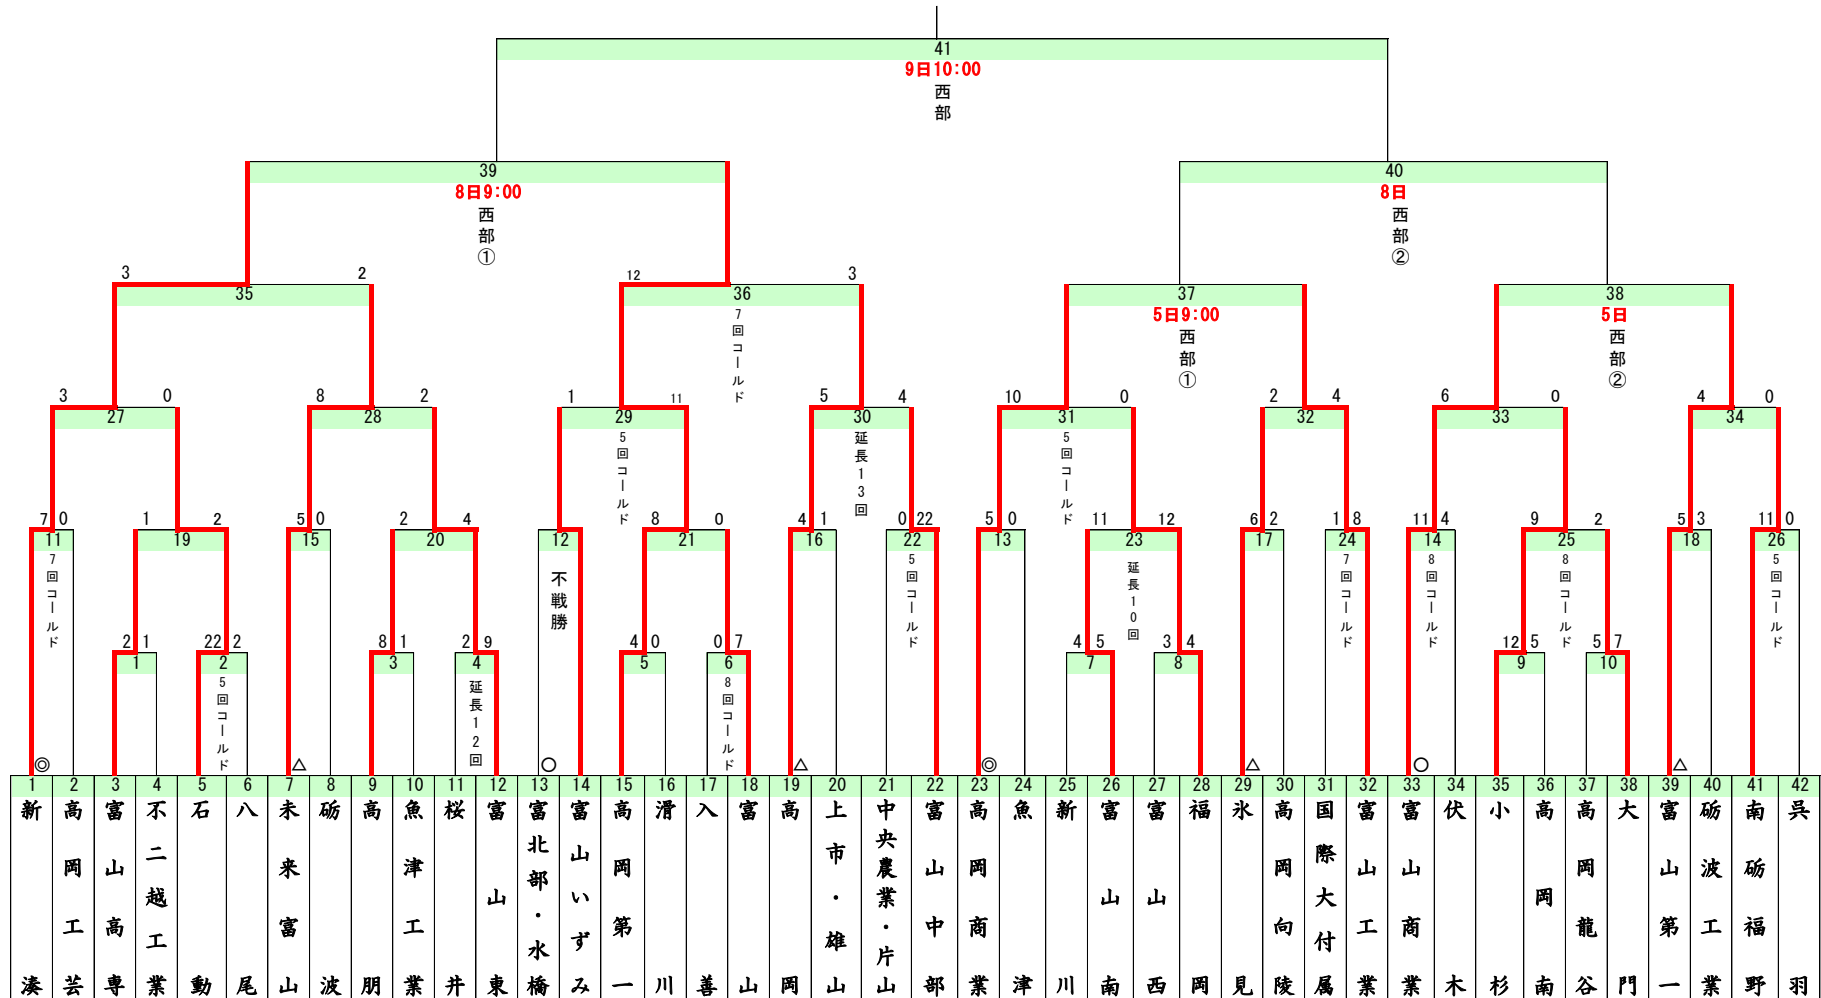 41
9日10:00
西部
39
8日9:00
西部①
40
8日
西部②
3 2
35
12 3
36
7回コールド
37
5日9:00
西部①
38
5日
西部②
3 0
27
8 2
28
1 11
29
5回コールド
5 4
30
延長13回
10 0
31
5回コールド
2 4
32
6 0
33
4 0
34
7 0
11
7回コールド
1 2
19
5 0
15
2 4
20
12
不戦勝
8 0
21
4 1
16
0 22
22
5回コールド
5 0
13
11 12
23
延長10回
6 2
17
1 8
24
7回コールド
11 4
14
8回コールド
9 2
25
8回コールド
5 3
18
11 0
26
5回コールド
2 1
1
22 2
2
5回コールド
8 1
3
2 9
4
延長12回
4 0
5
0 7
6
8回コールド
4 5
7
3 4
8
12 5
9
5 7
10
◎ △ ○ △ ◎ △ ○ △
1 新湊
2 高岡工芸
3 富山高専
4 不二越工業
5 石動
6 八尾
7 未来富山
8 砺波
9 高朋
10 魚津工業
11 桜井
12 富山東
13 富北部・水橋
14 富山いずみ
15 高岡第一
16 滑川
17 入善
18 富山
19 高岡
20 上市・雄山
21 中央農業・片山
22 富山中部
23 高岡商業
24 魚津
25 新川
26 富山南
27 富山西
28 福岡
29 氷見
30 高岡向陵
31 国際大付属
32 富山工業
33 富山商業
34 伏木
35 小杉
36 高岡南
37 高岡龍谷
38 大門
39 富山第一
40 砺波工業
41 南砺福野
42 呉羽